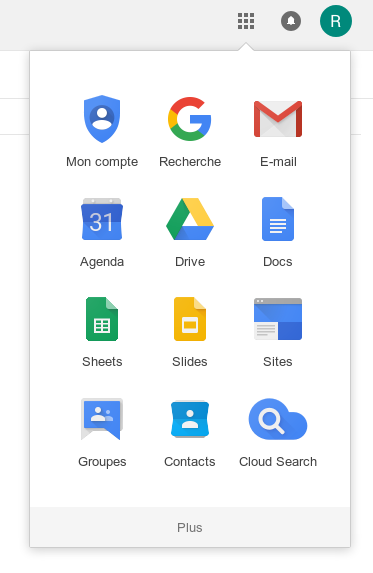 R
Mon compte Recherche E-mail
31
Agenda Drive Docs
Sheets Slides Sites
Groupes Contacts Cloud Search
Plus